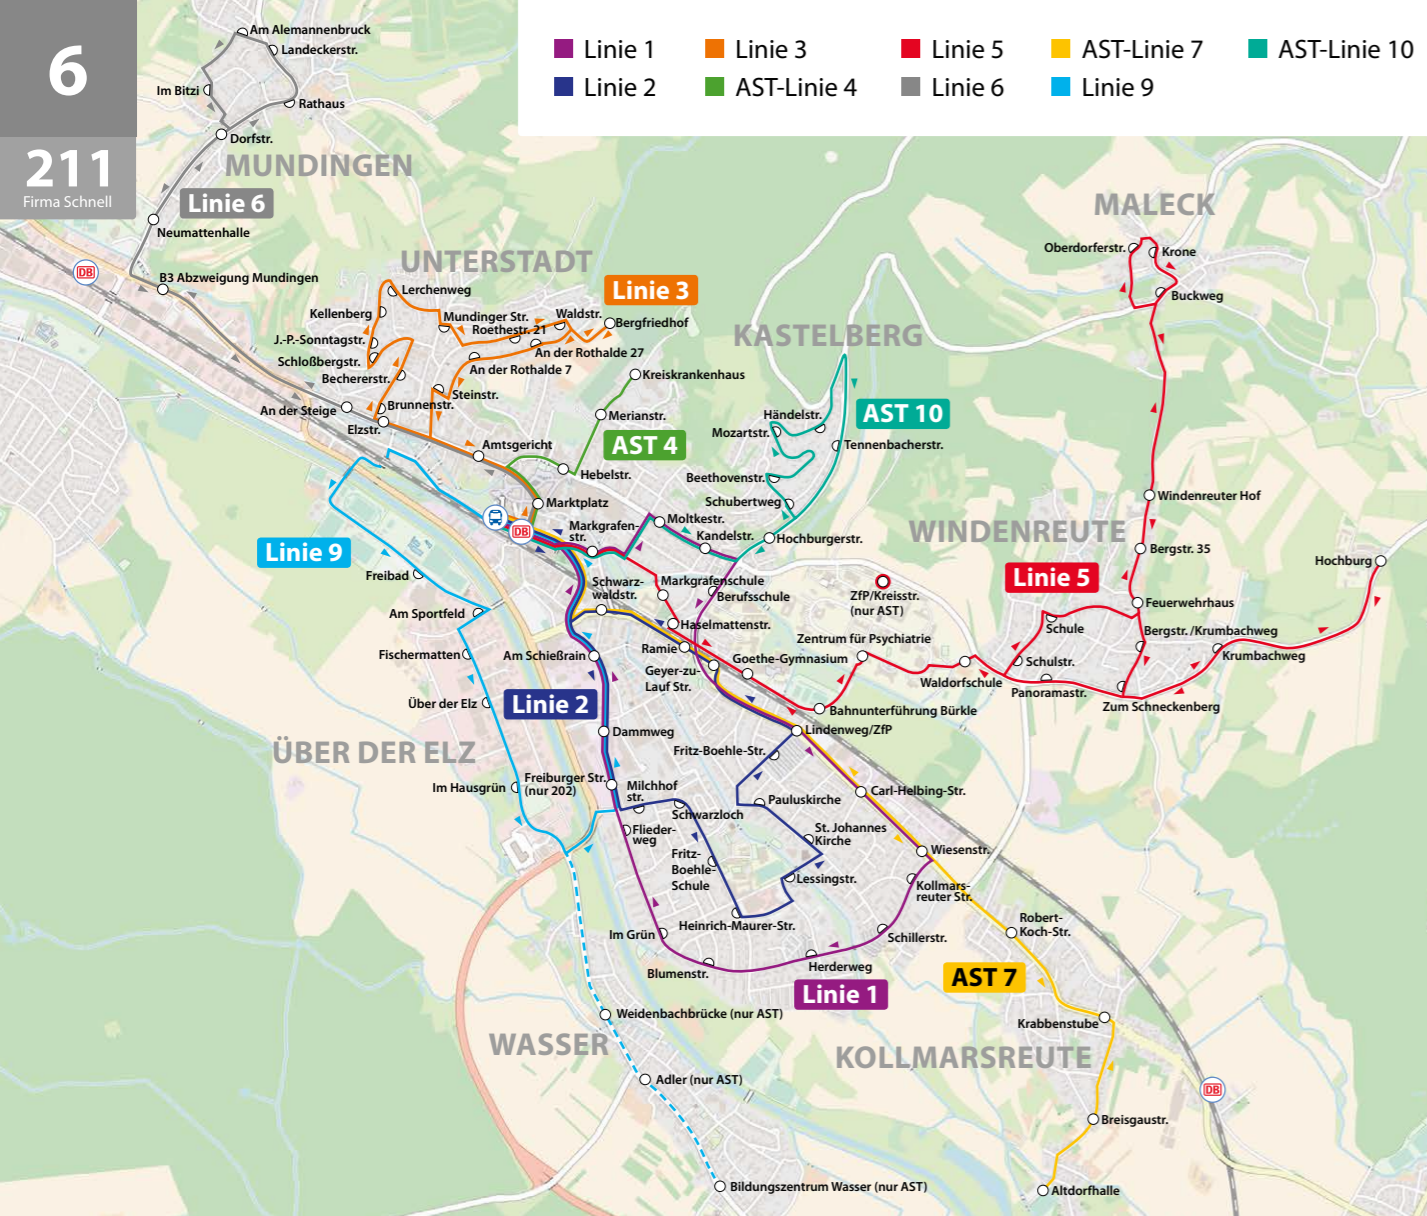 6
211
Firma Schnell
Linie 1
Linie 3
Linie 5
AST-Linie 7
AST-Linie 10
Linie 2
AST-Linie 4
Linie 6
Linie 9
Am Alemannenbruck
Landeckerstr.
Im Bitzi
Rathaus
Dorfstr.
MUNDINGEN
Linie 6
Neumattenhalle
DB
B3 Abzweigung Mundingen
UNTERSTADT
Lerchenweg
Linie 3
Kellenberg
Mundinger Str.
Waldstr.
Roethestr. 21
Bergfriedhof
J.-P.-Sonntagstr.
Schloßbergstr.
An der Rothalde 27
An der Rothalde 7
Bechererstr.
Steinstr.
Kreiskrankenhaus
An der Steige
Brunnenstr.
Merianstr.
Elzstr.
Amtsgericht
AST 4
Hebelstr.
Marktplatz
DB
KASTELBERG
Händelstr.
AST 10
Mozartstr.
Tennenbacherstr.
Beethovenstr.
Schubertweg
Markgrafen-
str.
Moltkestr.
Kandelstr.
Hochburgerstr.
MALECK
Oberdorferstr.
Krone
Buckweg
Windenreuter Hof
WINDENREUTE
Bergstr. 35
Hochburg
Linie 5
Feuerwehrhaus
Schule
Bergstr./Krumbachweg
Krumbachweg
Schulstr.
Panoramastr.
Zum Schneckenberg
Waldorfschule
Linie 9
Freibad
Am Sportfeld
Fischermatten
Über der Elz
ÜBER DER ELZ
Im Hausgrün
Schwarz-
waldstr.
Markgrafenschule
Berufsschule
ZfP/Kreisstr.
(nur AST)
Haselmattenstr.
Zentrum für Psychiatrie
Am Schießrain
Ramie
Goethe-Gymnasium
Geyer-zu-
Lauf Str.
Linie 2
Bahnunterführung Bürkle
Dammweg
Lindenweg/ZfP
Fritz-Boehle-Str.
Freiburger Str.
(nur 202)
Milchhof
str.
Carl-Helbing-Str.
Pauluskirche
Schwarzloch
Flieder-
weg
St. Johannes
Kirche
Fritz-
Boehle-
Schule
Wiesenstr.
Lessingstr.
Kollmars-
reuter Str.
Heinrich-Maurer-Str.
Im Grün
Schillerstr.
Robert-
Koch-Str.
Blumenstr.
Herderweg
Linie 1
AST 7
Weidenbachbrücke (nur AST)
Krabbenstube
WASSER
KOLLMARSREUTE
Adler (nur AST)
DB
Breisgaustr.
Bildungszentrum Wasser (nur AST)
Altdorfhalle